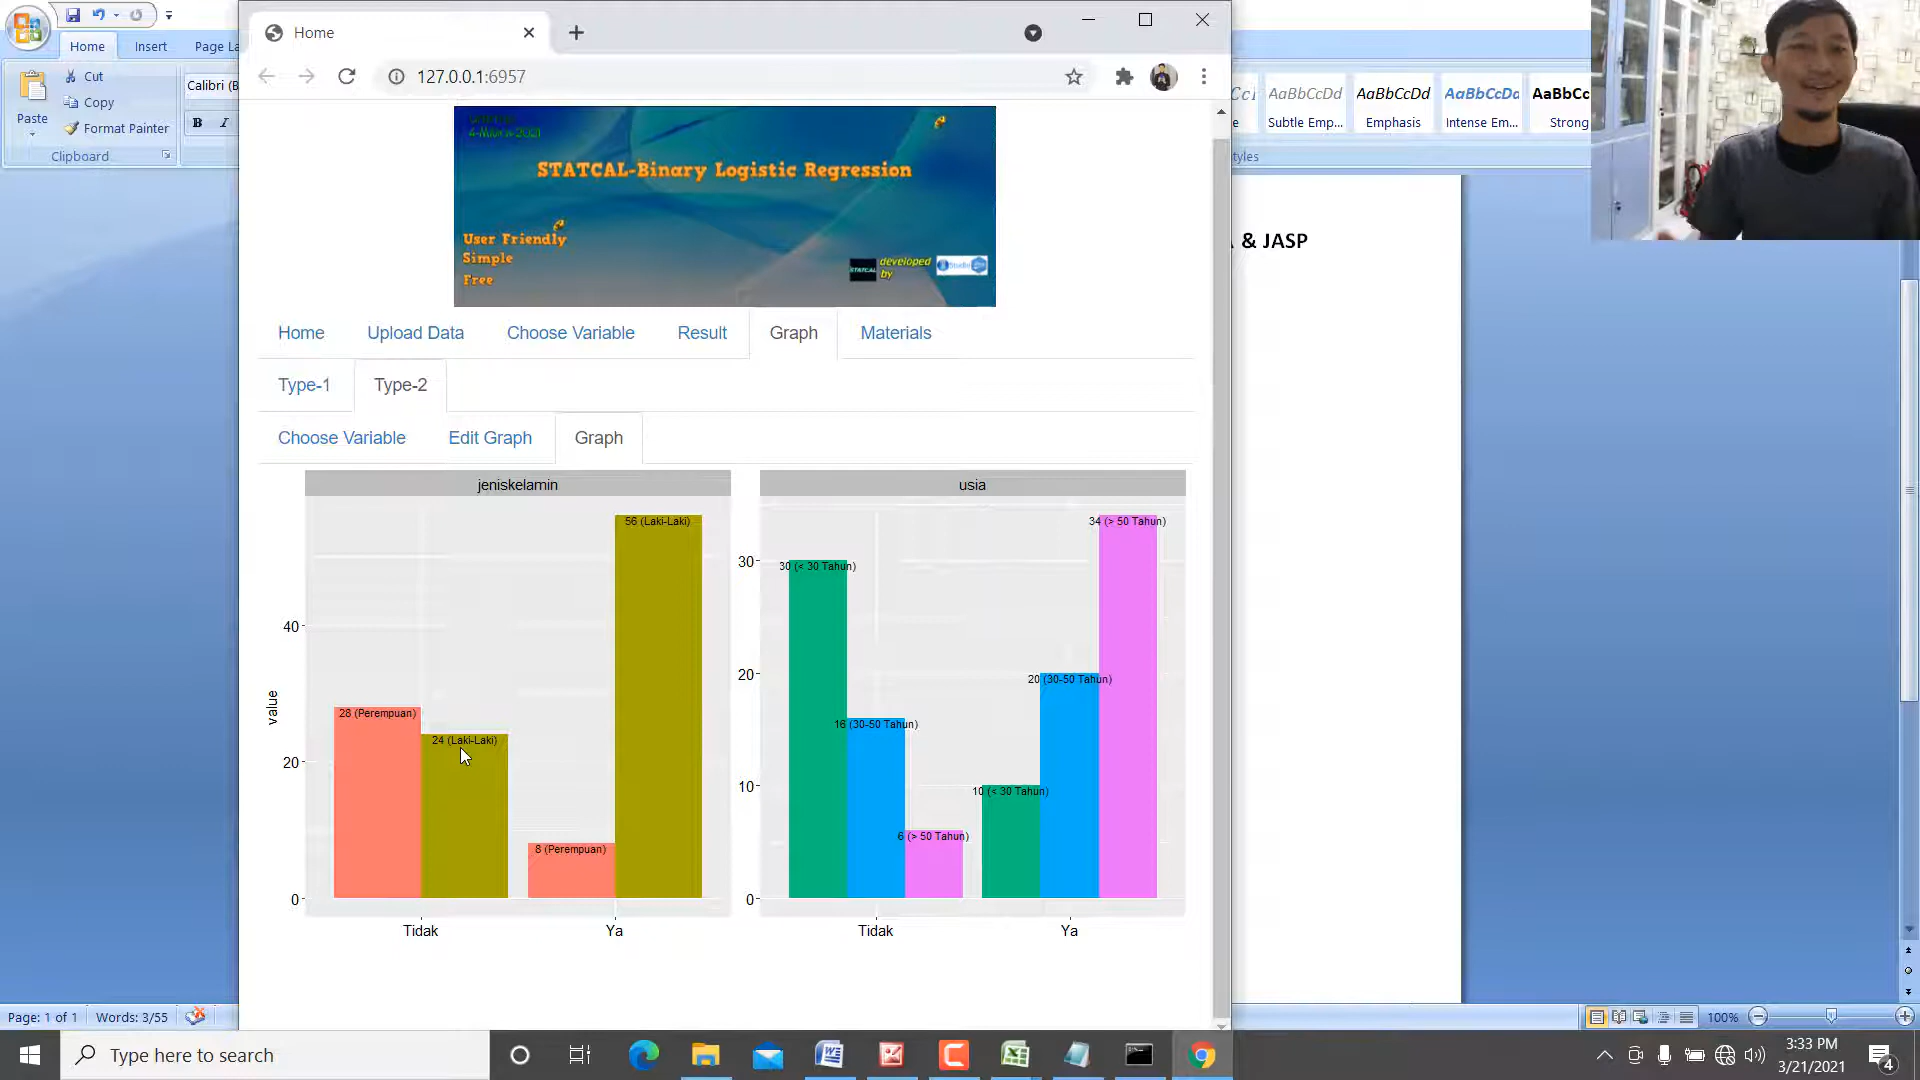 Home
Insert
Page La
Cut
Copy
Format Painter
Paste
Clipboard
Calibri (B
B I
Home
127.0.0.1:6957
4-Maret-2021
STATCAL-Binary Logistic Regression
User Friendly
Simple
Free
STATCAL
developed by
Home
Upload Data
Choose Variable
Result
Graph
Materials
Type-1
Type-2
Choose Variable
Edit Graph
Graph
jeniskelamin
usia
value
0
20
40
28 (Perempuan)
24 (Laki-Laki)
8 (Perempuan)
56 (Laki-Laki)
Tidak
Ya
0
10
20
30
30 (< 30 Tahun)
16 (30-50 Tahun)
6 (> 50 Tahun)
10 (< 30 Tahun)
20 (30-50 Tahun)
34 (> 50 Tahun)
Tidak
Ya
AaBbCcDd
AaBbCcDd
AaBbCcDd
AaBbCc
Subtle Emp...
Emphasis
Intense Em...
Strong
tyles
& JASP
Page: 1 of 1
Words: 3/55
100%
Type here to search
3:33 PM
3/21/2021
4